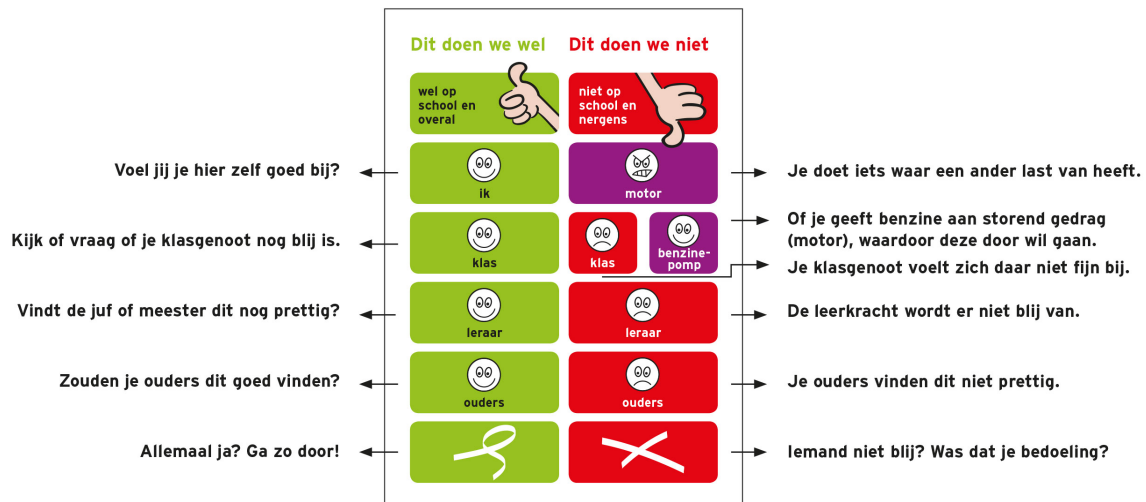 Dit doen we wel
Dit doen we niet
wel op
school en
overal
niet op
school en
nergens
Voel jij je hier zelf goed bij?
ik
motor
Je doet iets waar een ander last van heeft.
Kijk of vraag of je klasgenoot nog blij is.
klas
klas
benzine-
pomp
Of je geeft benzine aan storend gedrag
(motor), waardoor deze door wil gaan.
Je klasgenoot voelt zich daar niet fijn bij.
Vindt de juf of meester dit nog prettig?
leraar
leraar
De leerkracht wordt er niet blij van.
Zouden je ouders dit goed vinden?
ouders
ouders
Je ouders vinden dit niet prettig.
Allemaal ja? Ga zo door!
Iemand niet blij? Was dat je bedoeling?